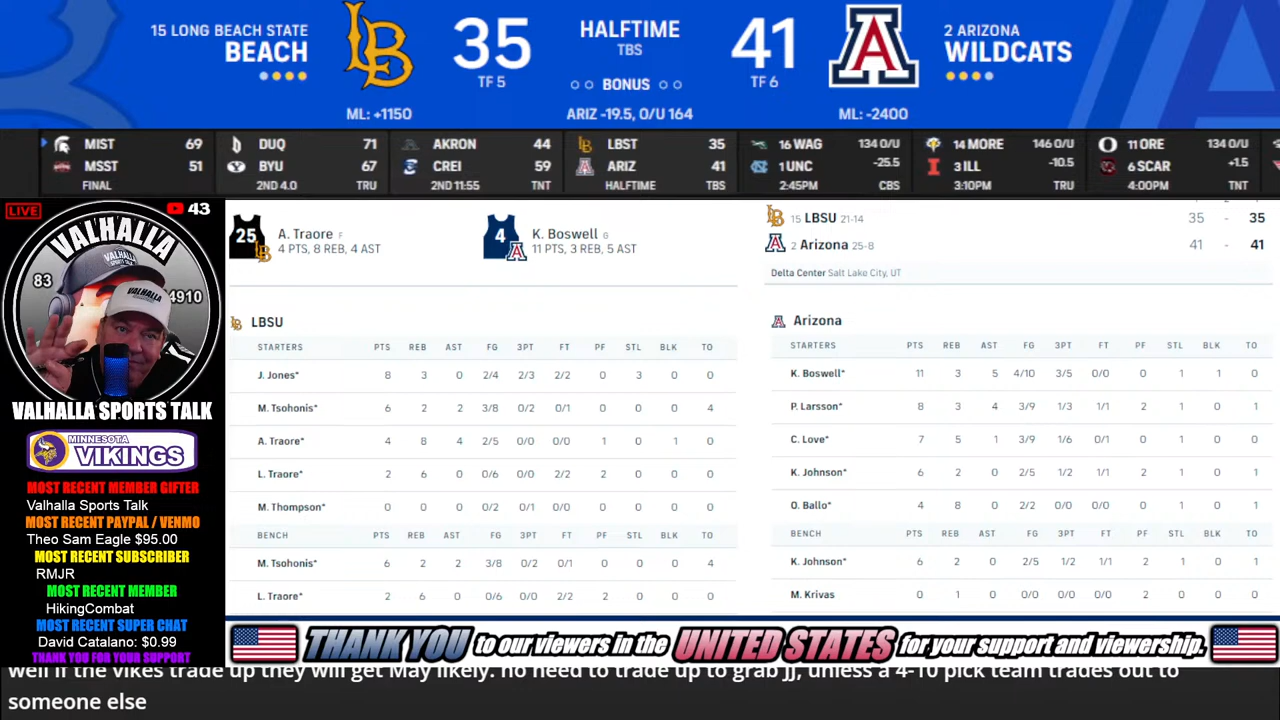 15 LONG BEACH STATE
BEACH
LB
35
TF 5
HALFTIME
TBS
BONUS
41
TF 6
A
2 ARIZONA
WILDCATS
ML: +1150
ARIZ -19.5, O/U 164
ML: -2400
MIST 69
MSST 51
FINAL
DUQ 71
BYU 67
2ND 4.0 TRU
AKRON 44
CREI 59
2ND 11:55 TNT
LBST 35
ARIZ 41
HALFTIME TBS
16 WAG 134 O/U
1 UNC -25.5
2:45PM CBS
14 MORE 146 O/U
3 ILL -10.5
3:10PM TRU
11 ORE 134 O/U
6 SCAR +1.5
4:00PM TNT
LIVE
43
VALHALLA
83
4910
VALHALLA
VALHALLA SPORTS TALK
MINNESOTA
VIKINGS
MOST RECENT MEMBER GIFTER
Valhalla Sports Talk
MOST RECENT PAYPAL / VENMO
Theo Sam Eagle $95.00
MOST RECENT SUBSCRIBER
RMJR
MOST RECENT MEMBER
HikingCombat
MOST RECENT SUPER CHAT
David Catalano: $0.99
THANK YOU FOR YOUR SUPPORT
25
A. Traore F
4 PTS, 8 REB, 4 AST
4
K. Boswell G
11 PTS, 3 REB, 5 AST
15 LBSU 21-14 35 - 35
2 Arizona 25-8 41 - 41
Delta Center Salt Lake City, UT
LBSU
STARTERS PTS REB AST FG 3PT FT PF STL BLK TO
J. Jones* 8 3 0 2/4 2/3 2/2 0 3 0 0
M. Tsohonis* 6 2 2 3/8 0/2 0/1 0 0 0 4
A. Traore* 4 8 4 2/5 0/0 0/0 1 0 1 0
L. Traore* 2 6 0 0/6 0/0 2/2 2 0 0 0
M. Thompson* 0 0 0 0/2 0/1 0/0 0 0 0 0
BENCH PTS REB AST FG 3PT FT PF STL BLK TO
M. Tsohonis* 6 2 2 3/8 0/2 0/1 0 0 0 4
L. Traore* 2 6 0 0/6 0/0 2/2 2 0 0 0
Arizona
STARTERS PTS REB AST FG 3PT FT PF STL BLK TO
K. Boswell* 11 3 5 4/10 3/5 0/0 0 1 1 0
P. Larsson* 8 3 4 3/9 1/3 1/1 2 1 0 1
C. Love* 7 5 1 3/9 1/6 0/1 0 1 0 0
K. Johnson* 6 2 0 2/5 1/2 1/1 2 1 0 1
O. Ballo* 4 8 0 2/2 0/0 0/0 0 1 0 1
BENCH PTS REB AST FG 3PT FT PF STL BLK TO
K. Johnson* 6 2 0 2/5 1/2 1/1 2 1 0 1
M. Krivas 0 1 0 0/0 0/0 0/0 2 0 0 0
THANK YOU to our viewers in the UNITED STATES for your support and viewership.
well if the vikes trade up they will get May likely. no need to trade up to grab jj, unless a 4-10 pick team trades out to
someone else